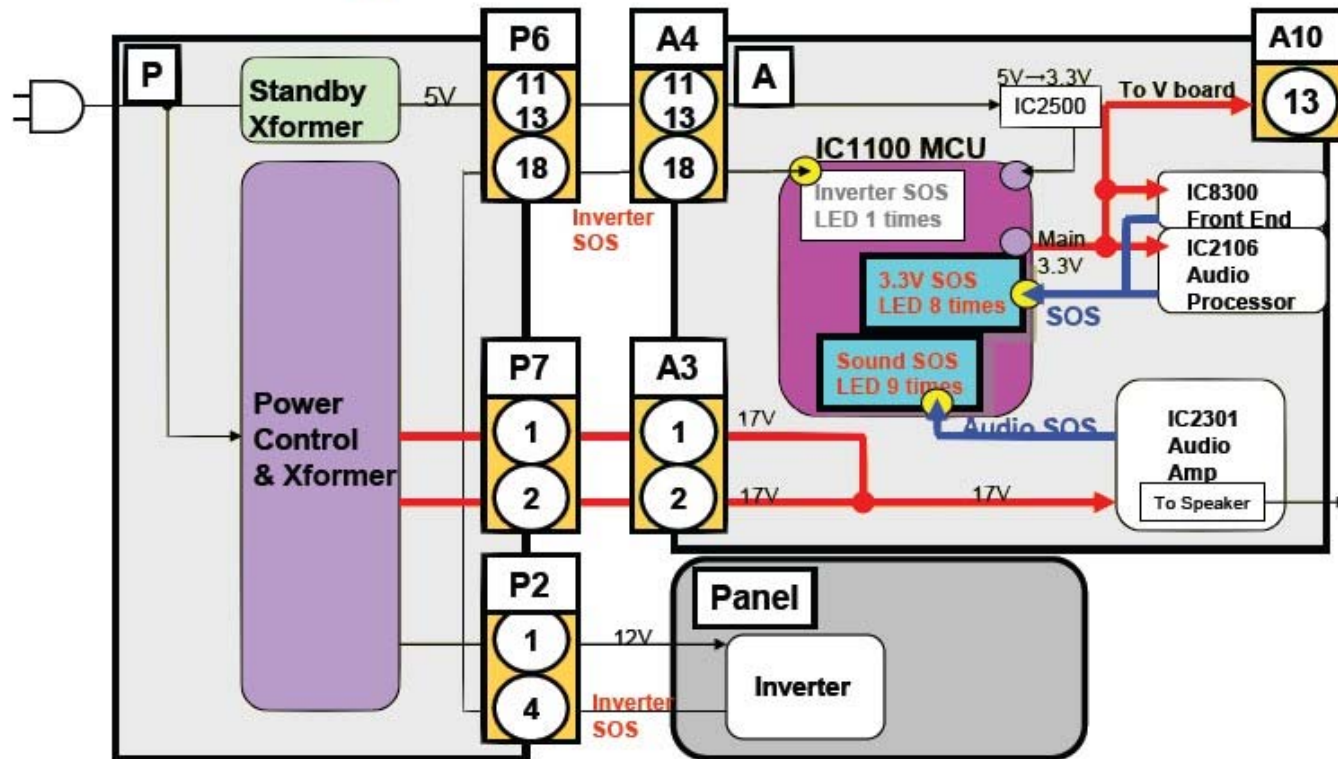 P6
A4
A10
P
A
Standby
Xformer
5V
11
13
18
11
13
18
5V→3.3V
IC2500
To V board
13
IC1100 MCU
Inverter SOS
LED 1 times
Inverter
SOS
IC8300
Front End
Main
3.3V
IC2106
Audio
Processor
3.3V SOS
LED 8 times
SOS
Sound SOS
LED 9 times
Audio SOS
P7
A3
Power
Control
& Xformer
1
2
1
2
17V
17V
17V
IC2301
Audio
Amp
To Speaker
P2
Panel
1
4
12V
Inverter
SOS
Inverter